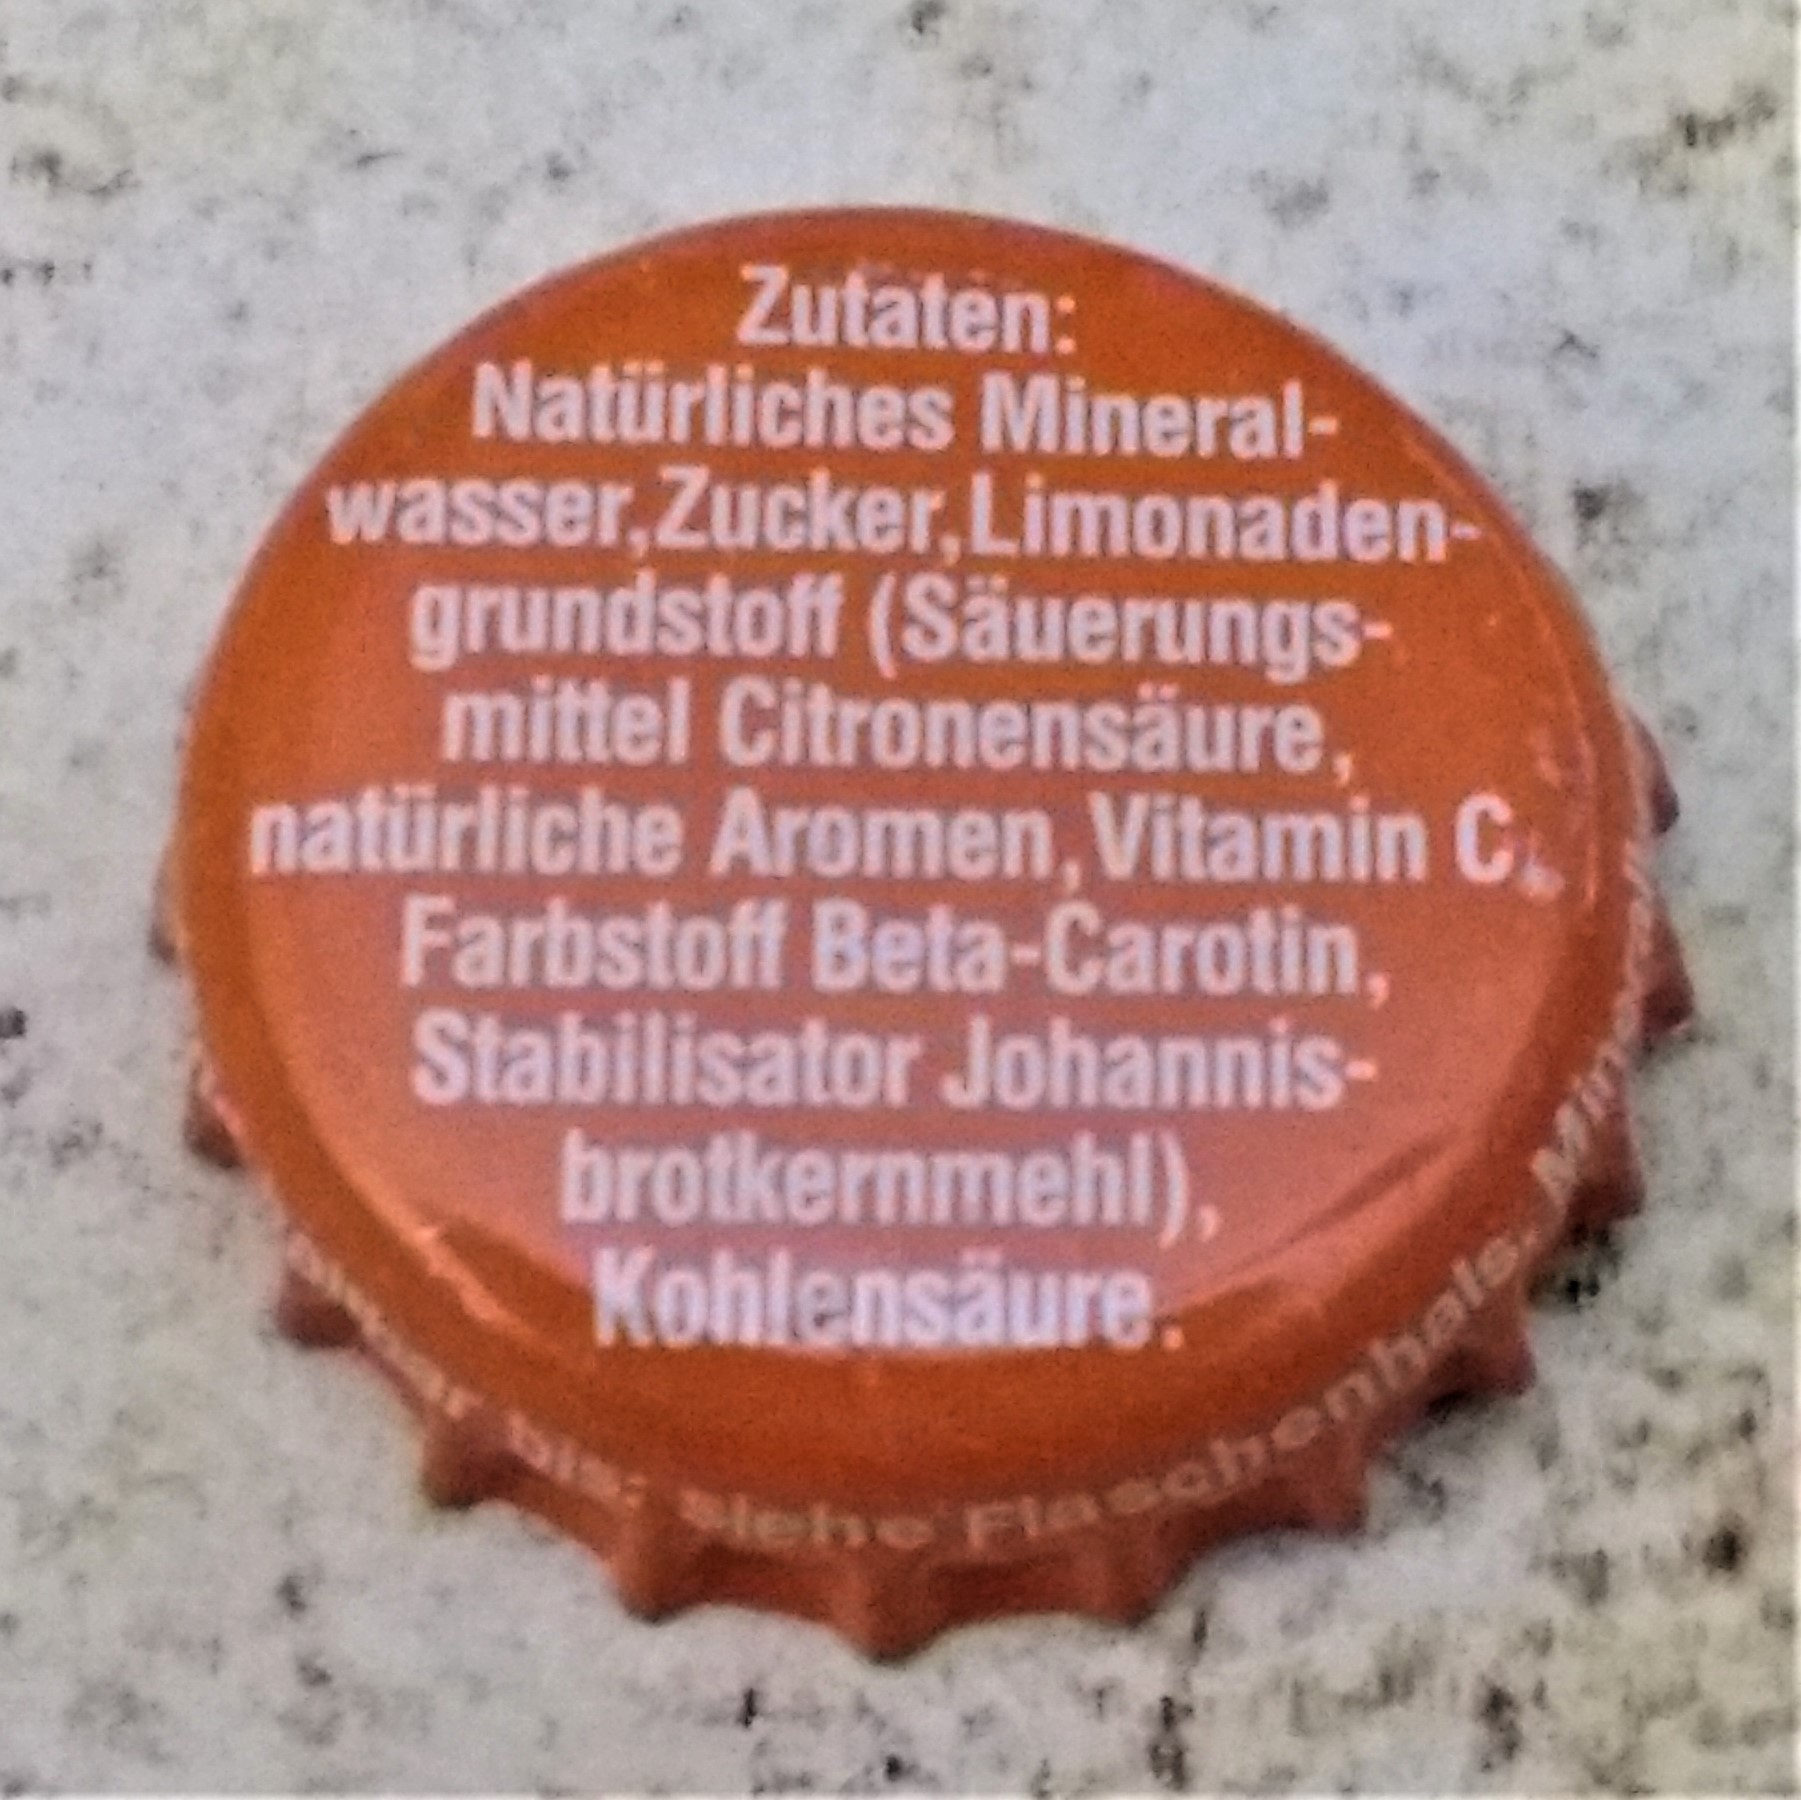 Zutaten:
Natürliches Mineral-
wasser,Zucker,Limonaden-
grundstoff (Säuerungs-
mittel Citronensäure,
natürliche Aromen,Vitamin C,
Farbstoff Beta-Carotin,
Stabilisator Johannis-
brotkernmehl),
Kohlensäure.
bis: siehe Flaschenhals.